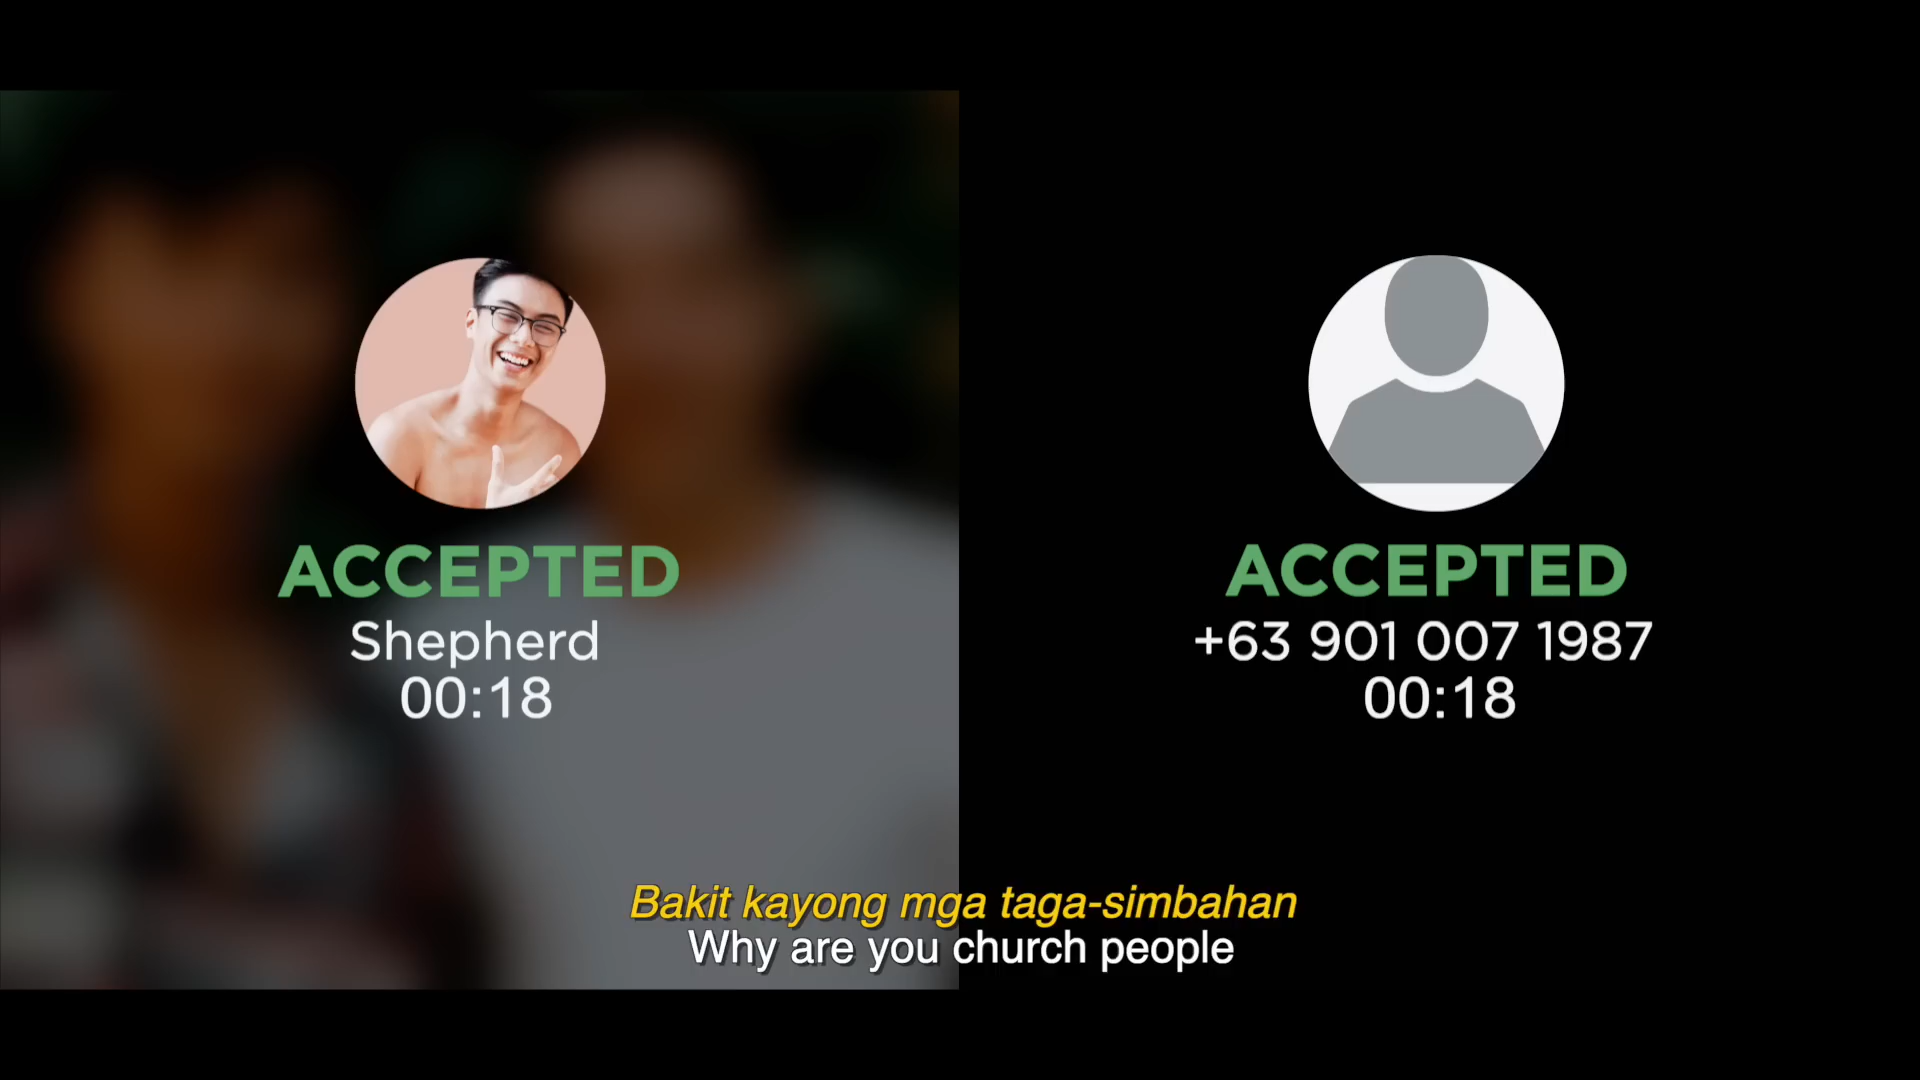 ACCEPTED
Shepherd
00:18
ACCEPTED
+63 901 007 1987
00:18
Bakit kayong mga taga-simbahan
Why are you church people